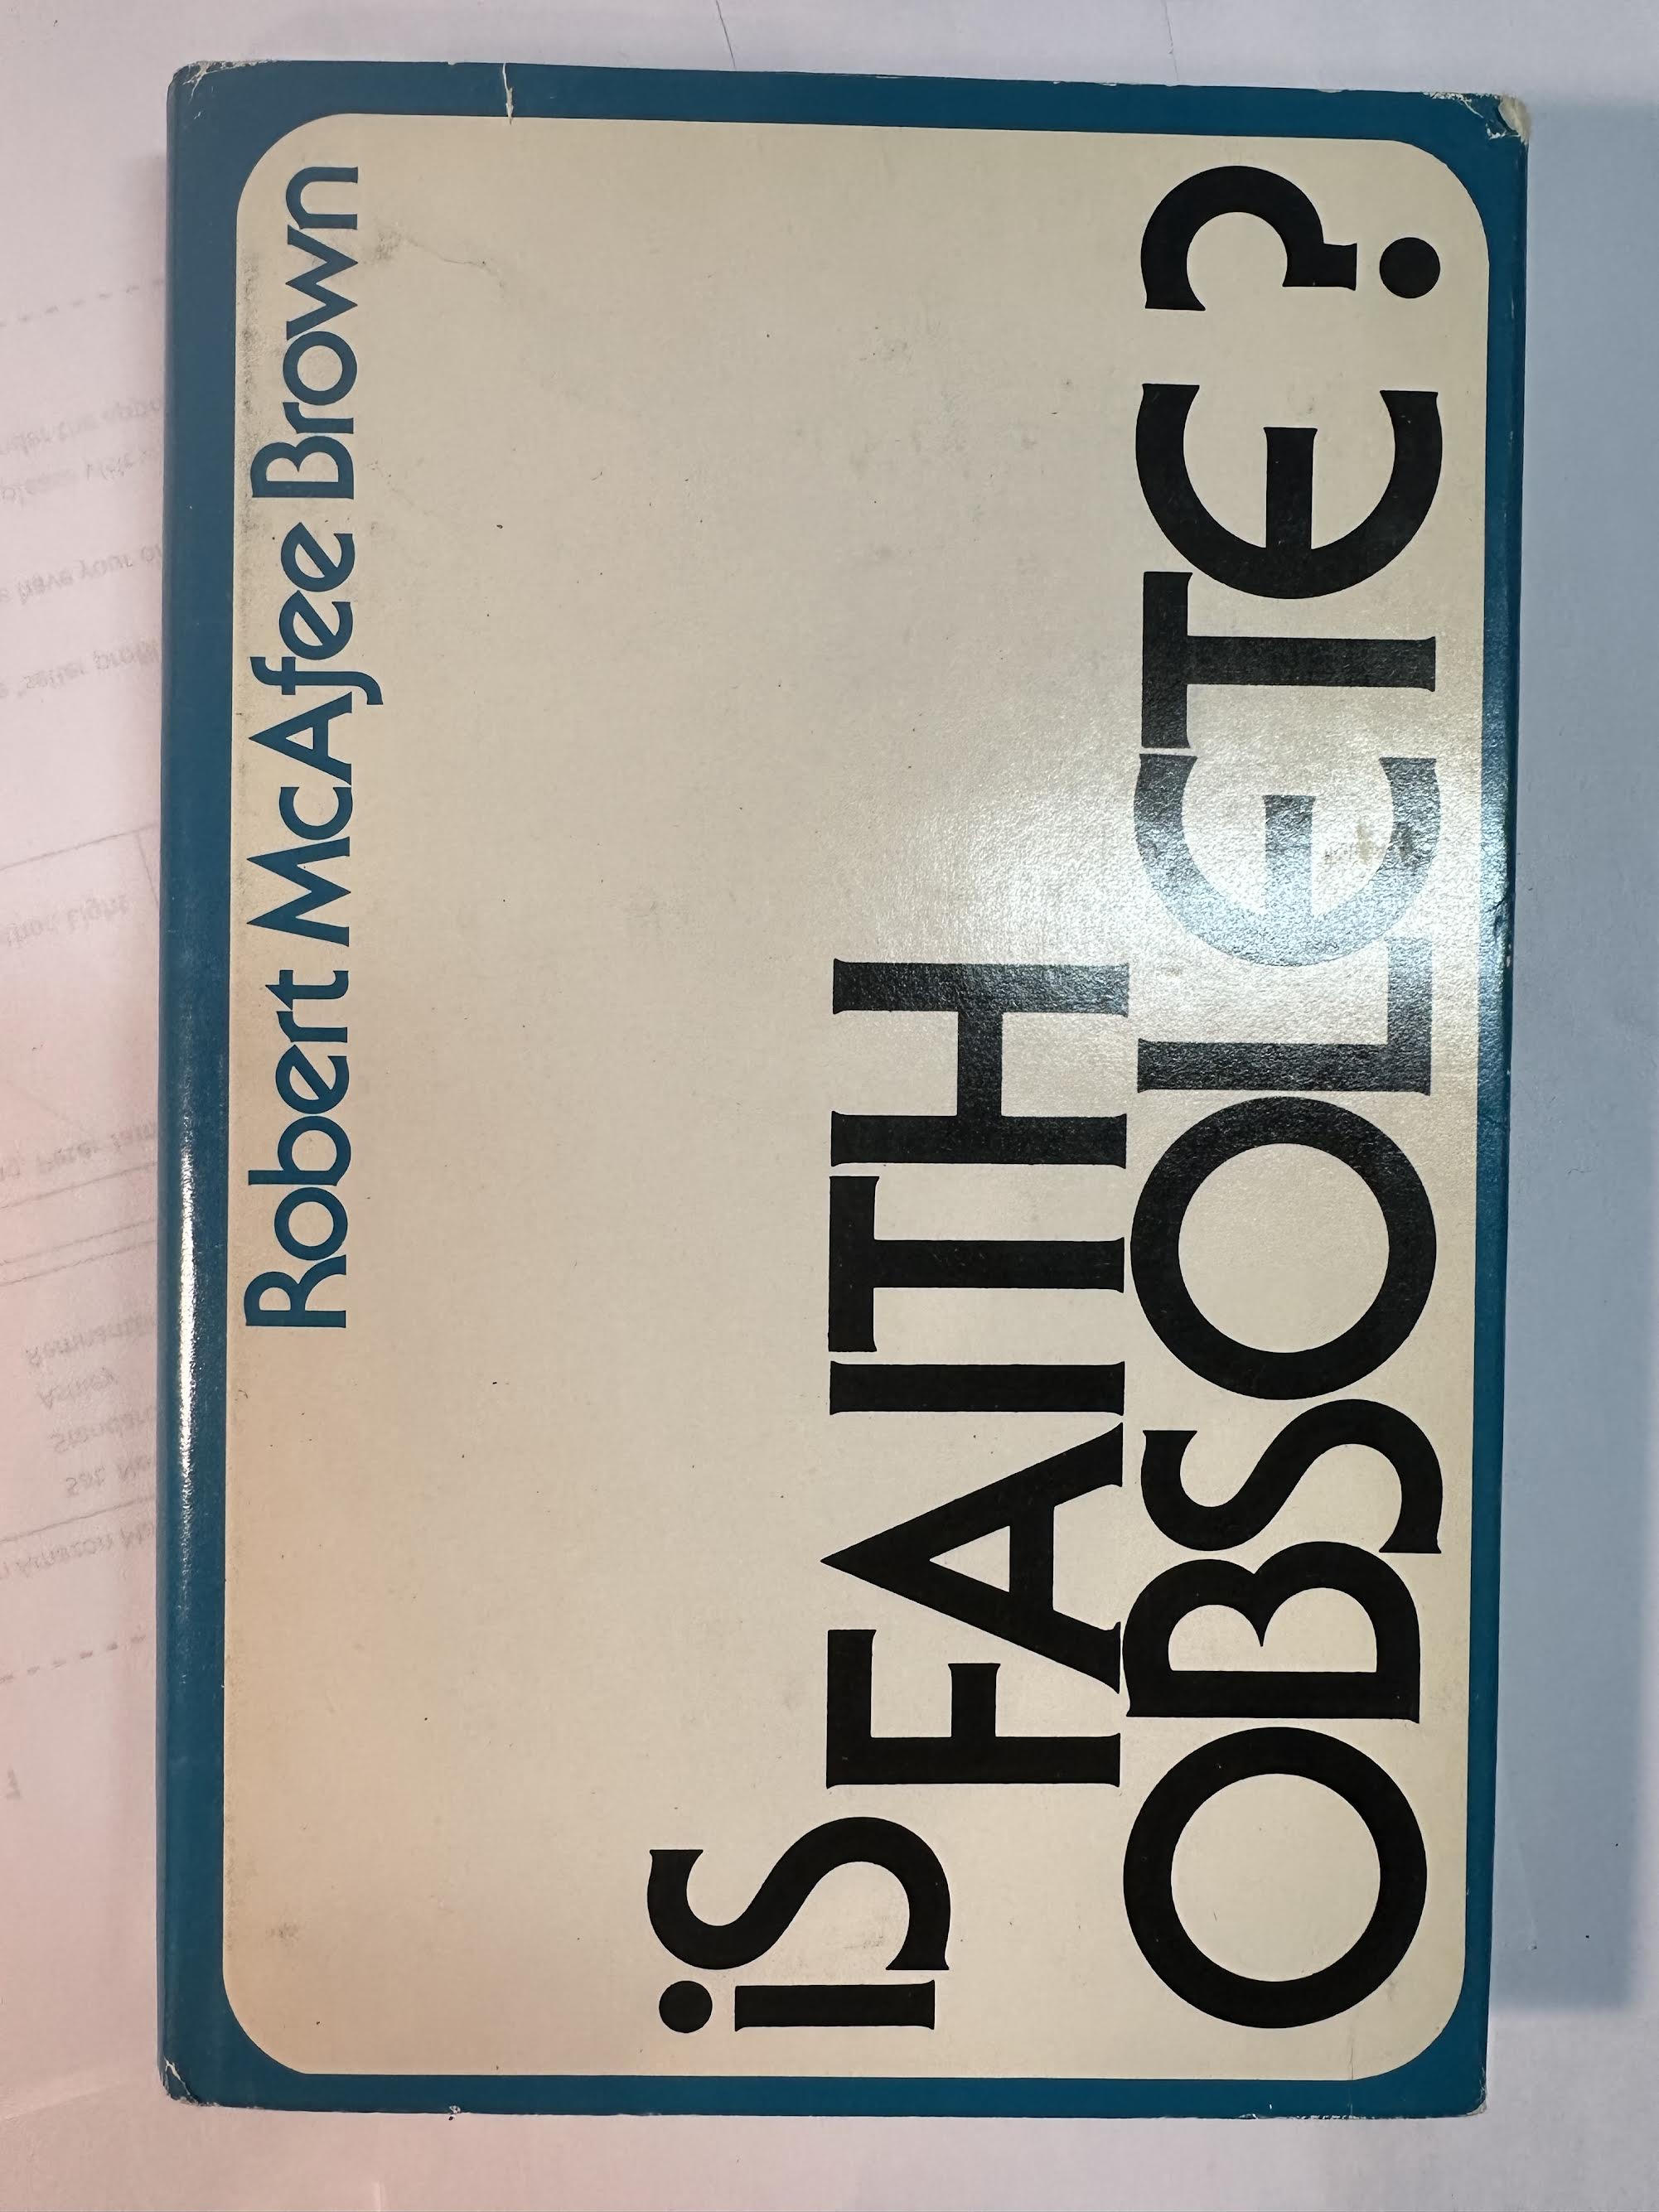 Robert McAfee Brown
iS FAITH
OBSOLETE?